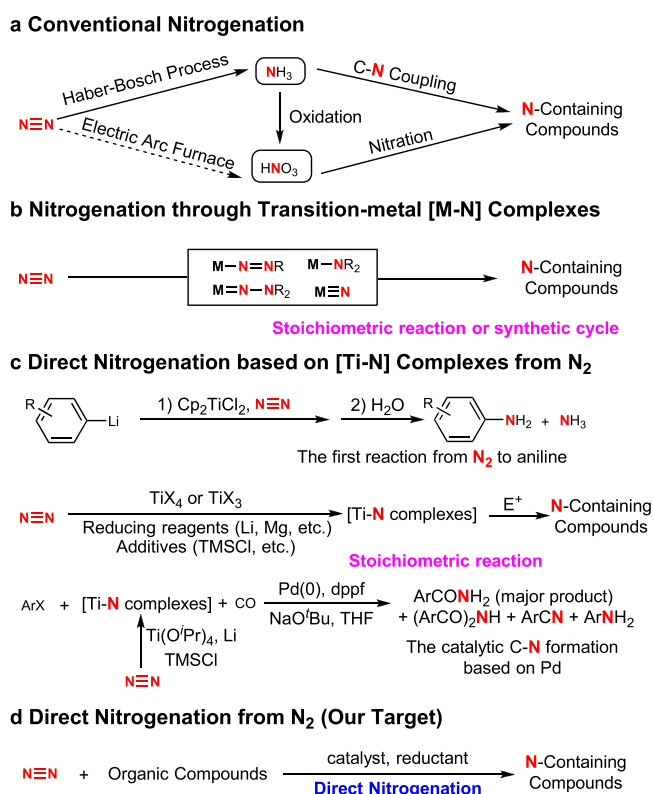 a Conventional Nitrogenation
Haber-Bosch Process
NH3
C-N Coupling
N≡N
Oxidation
N-Containing
Compounds
Electric Arc Furnace
HNO3
Nitration
b Nitrogenation through Transition-metal [M-N] Complexes
N≡N
M–N=NR
M–NR2
M=N–NR2
M≡N
N-Containing
Compounds
Stoichiometric reaction or synthetic cycle
c Direct Nitrogenation based on [Ti-N] Complexes from N2
R
Li
1) Cp2TiCl2, N≡N
2) H2O
R
NH2 + NH3
The first reaction from N2 to aniline
N≡N
TiX4 or TiX3
Reducing reagents (Li, Mg, etc.)
Additives (TMSCl, etc.)
[Ti-N complexes]
E+
N-Containing
Compounds
Stoichiometric reaction
ArX + [Ti-N complexes] + CO
Pd(0), dppf
NaOtBu, THF
ArCONH2 (major product)
+ (ArCO)2NH + ArCN + ArNH2
Ti(OiPr)4, Li
TMSCl
N≡N
The catalytic C-N formation
based on Pd
d Direct Nitrogenation from N2 (Our Target)
N≡N + Organic Compounds
catalyst, reductant
Direct Nitrogenation
N-Containing
Compounds